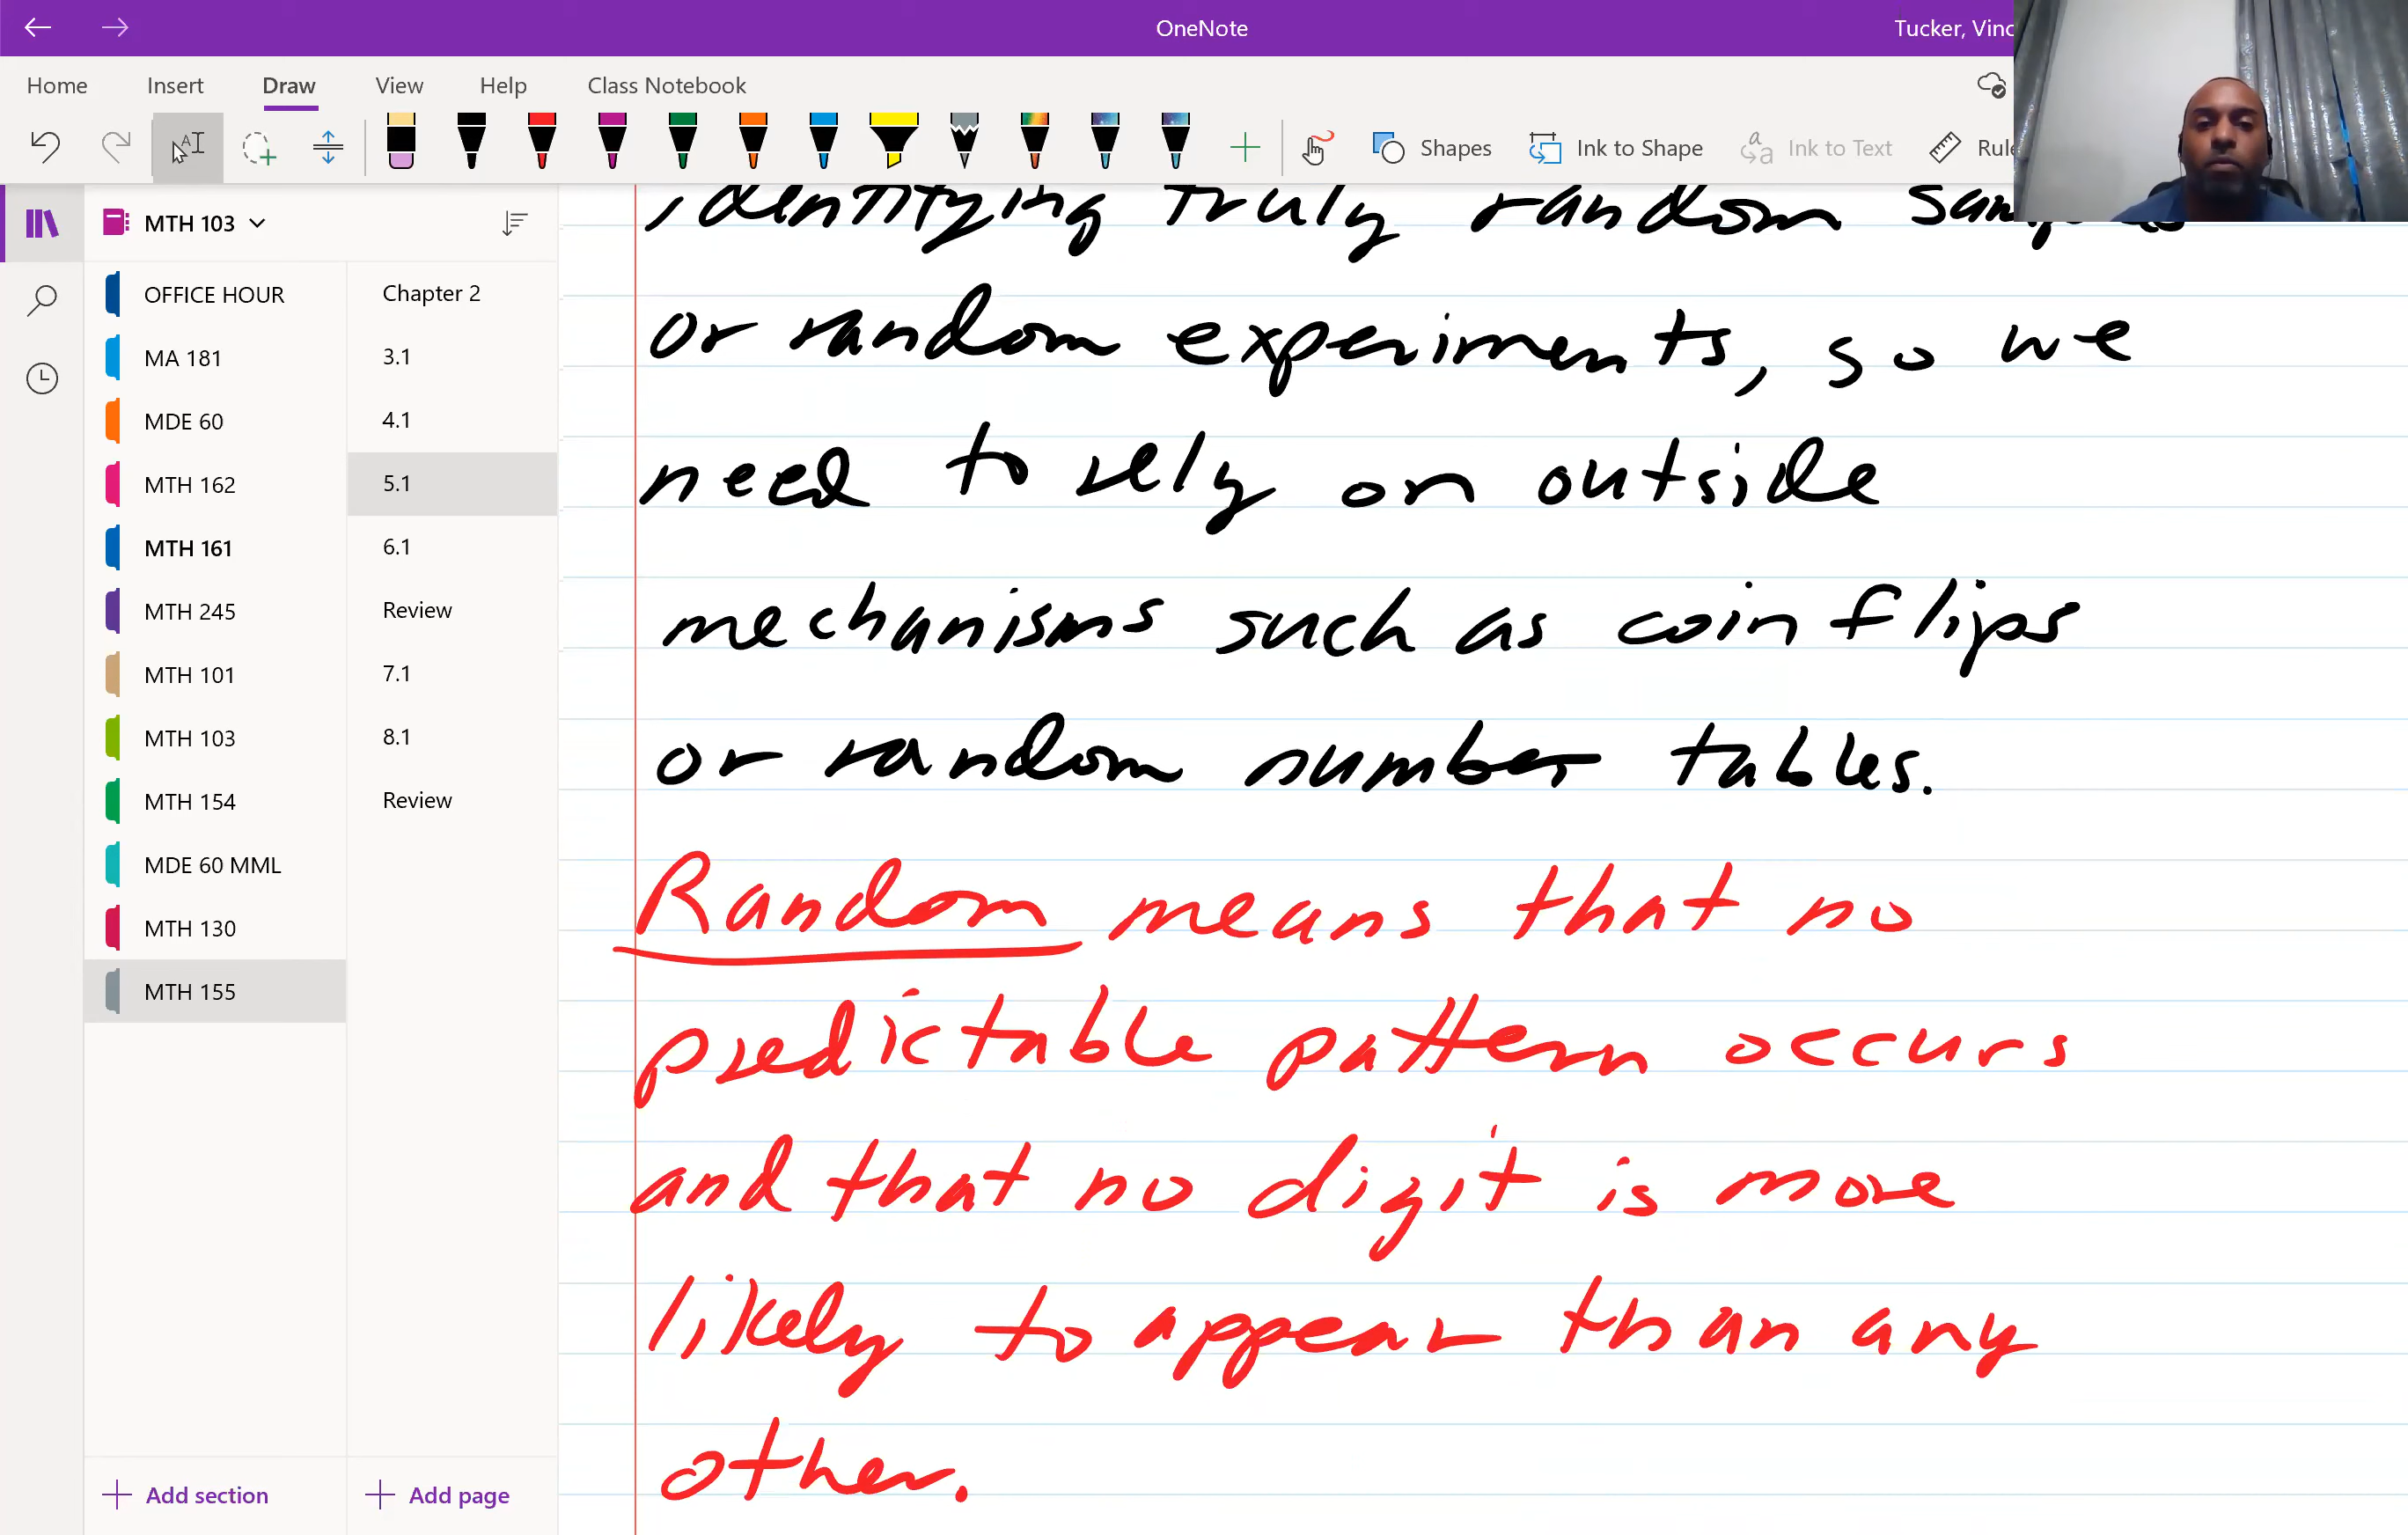 OneNote
Tucker, Vinc
Home Insert Draw View Help Class Notebook
Shapes Ink to Shape Ink to Text Rule
MTH 103
OFFICE HOUR
MA 181
MDE 60
MTH 162
MTH 161
MTH 245
MTH 101
MTH 103
MTH 154
MDE 60 MML
MTH 130
MTH 155
Add section
Chapter 2
3.1
4.1
5.1
6.1
Review
7.1
8.1
Review
Add page
identifying truly random
or random experiments, so we
need to rely on outside
mechanisms such as coin flips
or random number tables.
Random means that no
predictable pattern occurs
and that no digit is more
likely to appear than any
other.